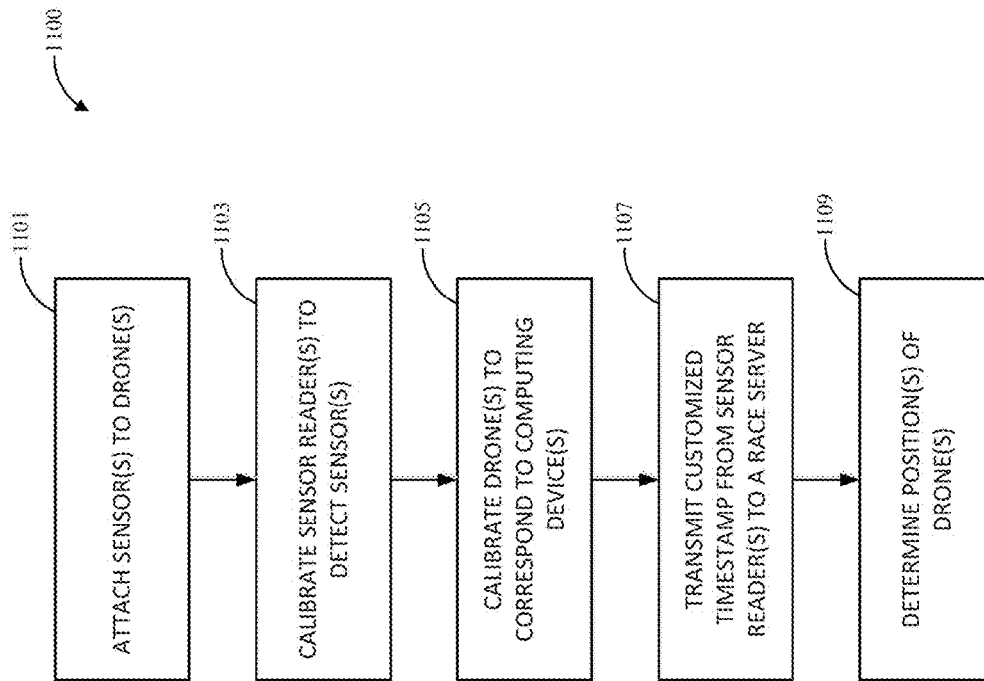 1100
1101
ATTACH SENSOR(S) TO DRONE(S)
1103
CALIBRATE SENSOR READER(S) TO
DETECT SENSOR(S)
1105
CALIBRATE DRONE(S) TO
CORRESPOND TO COMPUTING
DEVICE(S)
1107
TRANSMIT CUSTOMIZED
TIMESTAMP FROM SENSOR
READER(S) TO A RACE SERVER
1109
DETERMINE POSITION(S) OF
DRONE(S)